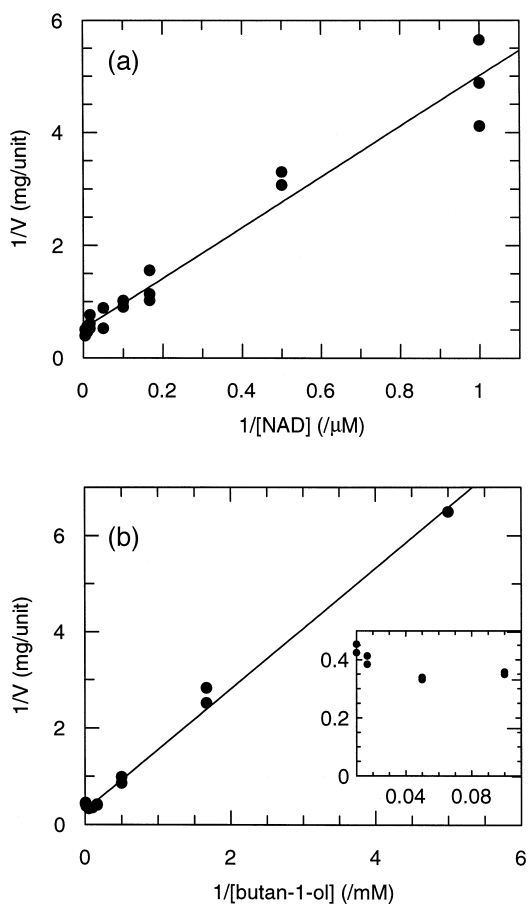 (a)
6
4
2
0
1/V (mg/unit)
0 0.2 0.4 0.6 0.8 1
1/[NAD] (/μM)
(b)
6
4
2
0
1/V (mg/unit)
0.4
0.2
0
0.04 0.08
0 2 4 6
1/[butan-1-ol] (/mM)